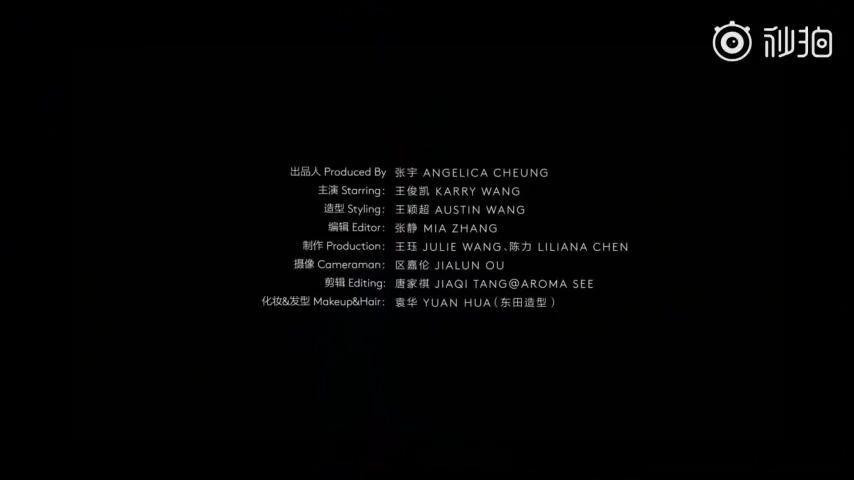 秒拍
出品人 Produced By 张宇 ANGELICA CHEUNG
主演 Starring: 王俊凯 KARRY WANG
造型 Styling: 王颖超 AUSTIN WANG
编辑 Editor: 张静 MIA ZHANG
制作 Production: 王珏 JULIE WANG、陈力 LILIANA CHEN
摄像 Cameraman: 区嘉伦 JIALUN OU
剪辑 Editing: 唐家祺 JIAQI TANG@AROMA SEE
化妆&发型 Makeup&Hair: 袁华 YUAN HUA(东田造型)